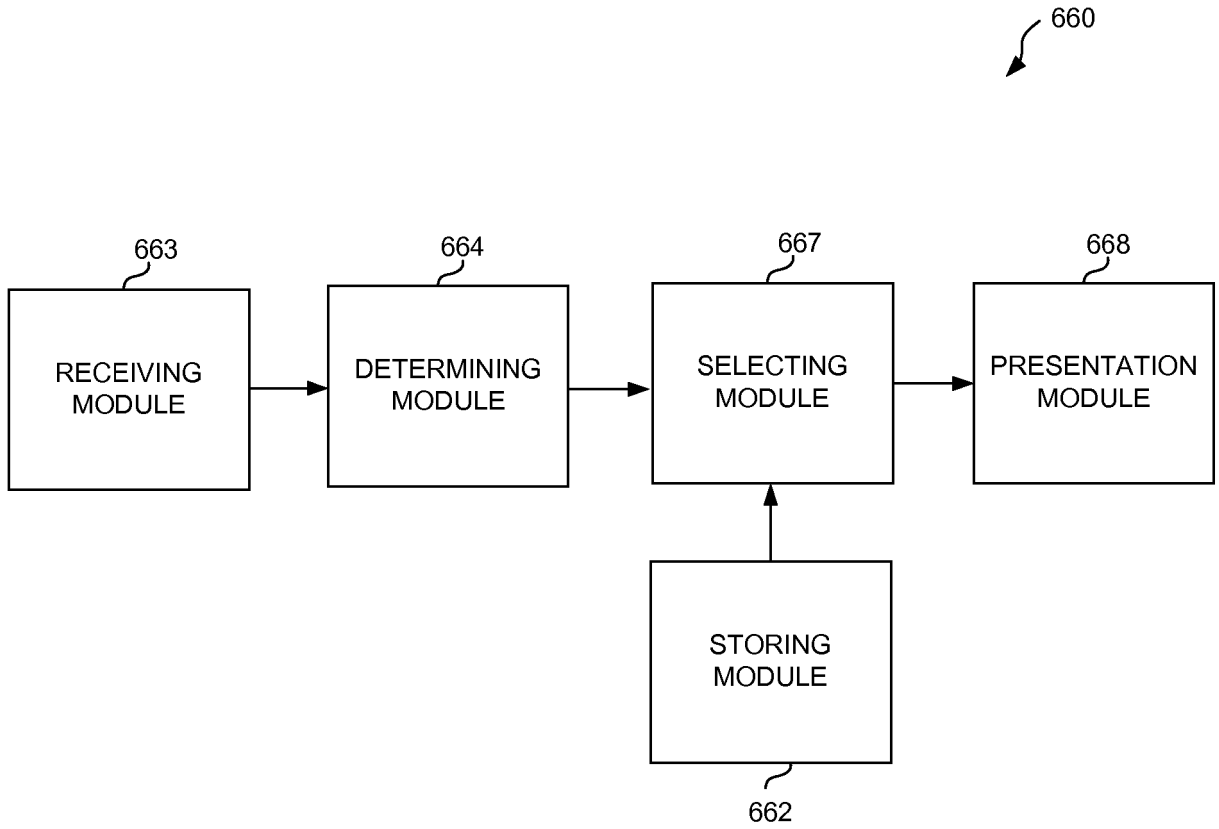 660
663
RECEIVING
MODULE
664
DETERMINING
MODULE
667
SELECTING
MODULE
668
PRESENTATION
MODULE
STORING
MODULE
662